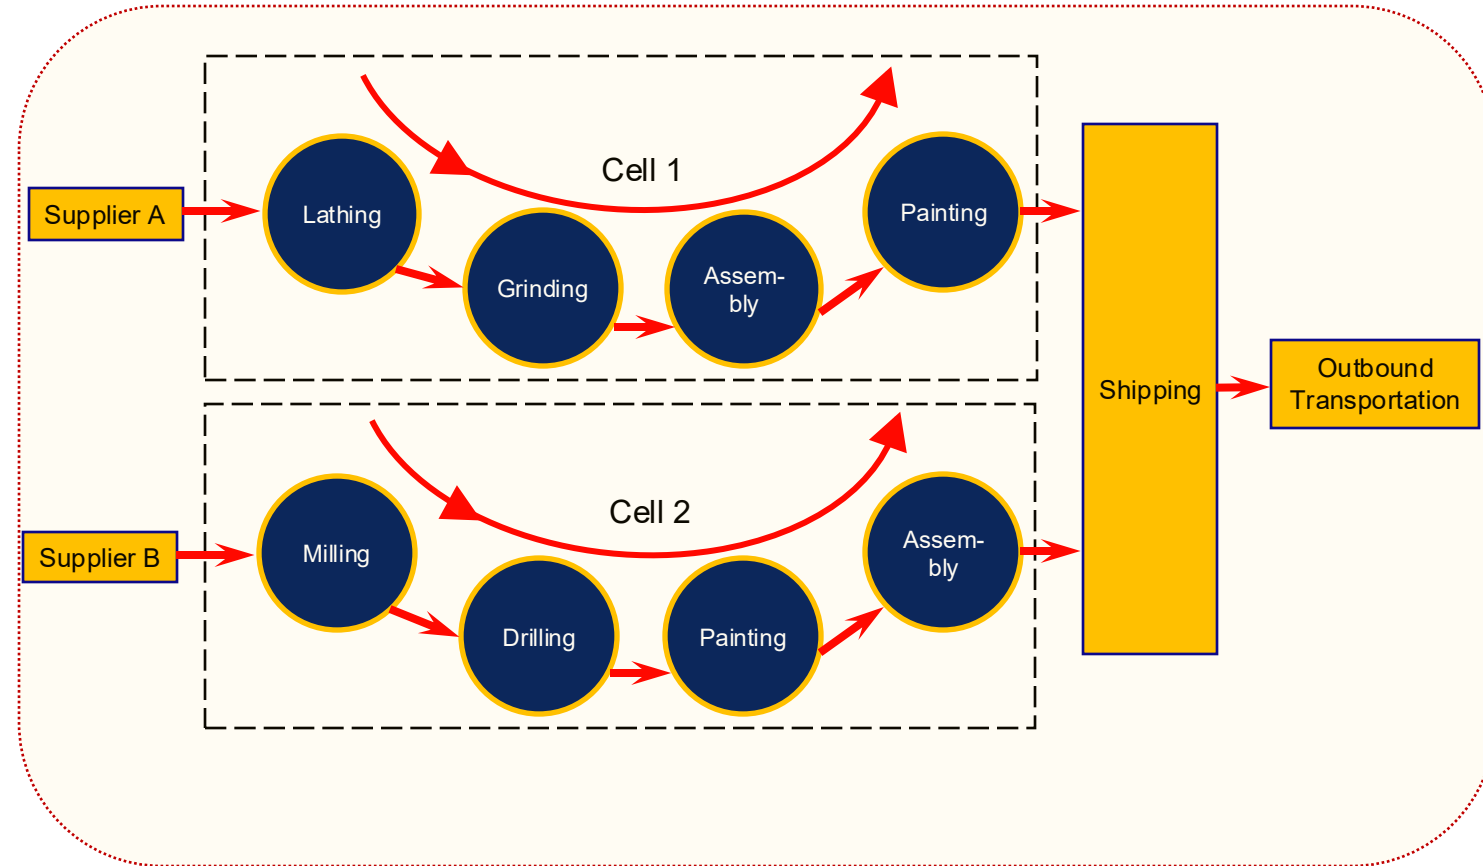 Cell 1
Supplier A
Lathing
Grinding
Assem-
bly
Painting
Cell 2
Supplier B
Milling
Drilling
Painting
Assem-
bly
Shipping
Outbound
Transportation